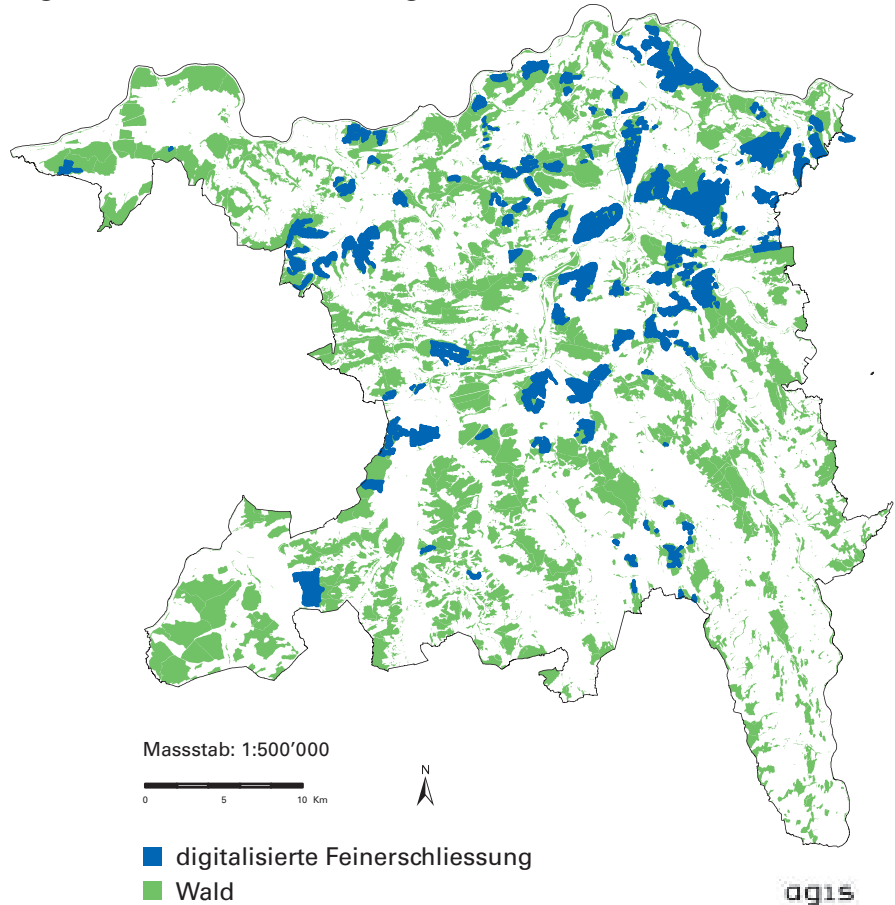 Massstab: 1:500'000
N
0 5 10 Km
digitalisierte Feinerschliessung
Wald
agis